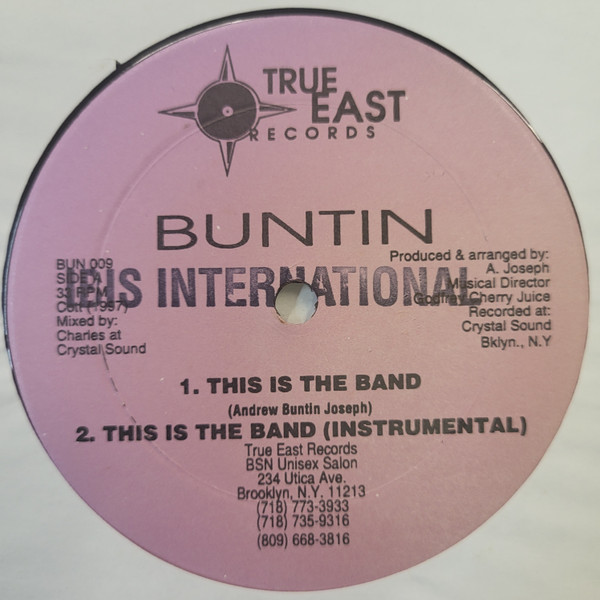 TRUE
EAST
RECORDS
BUNTIN
BUN 009
SIDE A
33 RPM
Cott (1997)
Mixed by:
Charles at
Crystal Sound
IBIS INTERNATIONAL
Produced & arranged by:
A. Joseph
Musical Director
Godfrey Cherry Juice
Recorded at:
Crystal Sound
Bklyn., N.Y
1. THIS IS THE BAND
(Andrew Buntin Joseph)
2. THIS IS THE BAND (INSTRUMENTAL)
True East Records
BSN Unisex Salon
234 Utica Ave.
Brooklyn, N.Y. 11213
(718) 773-3933
(718) 735-9316
(809) 668-3816